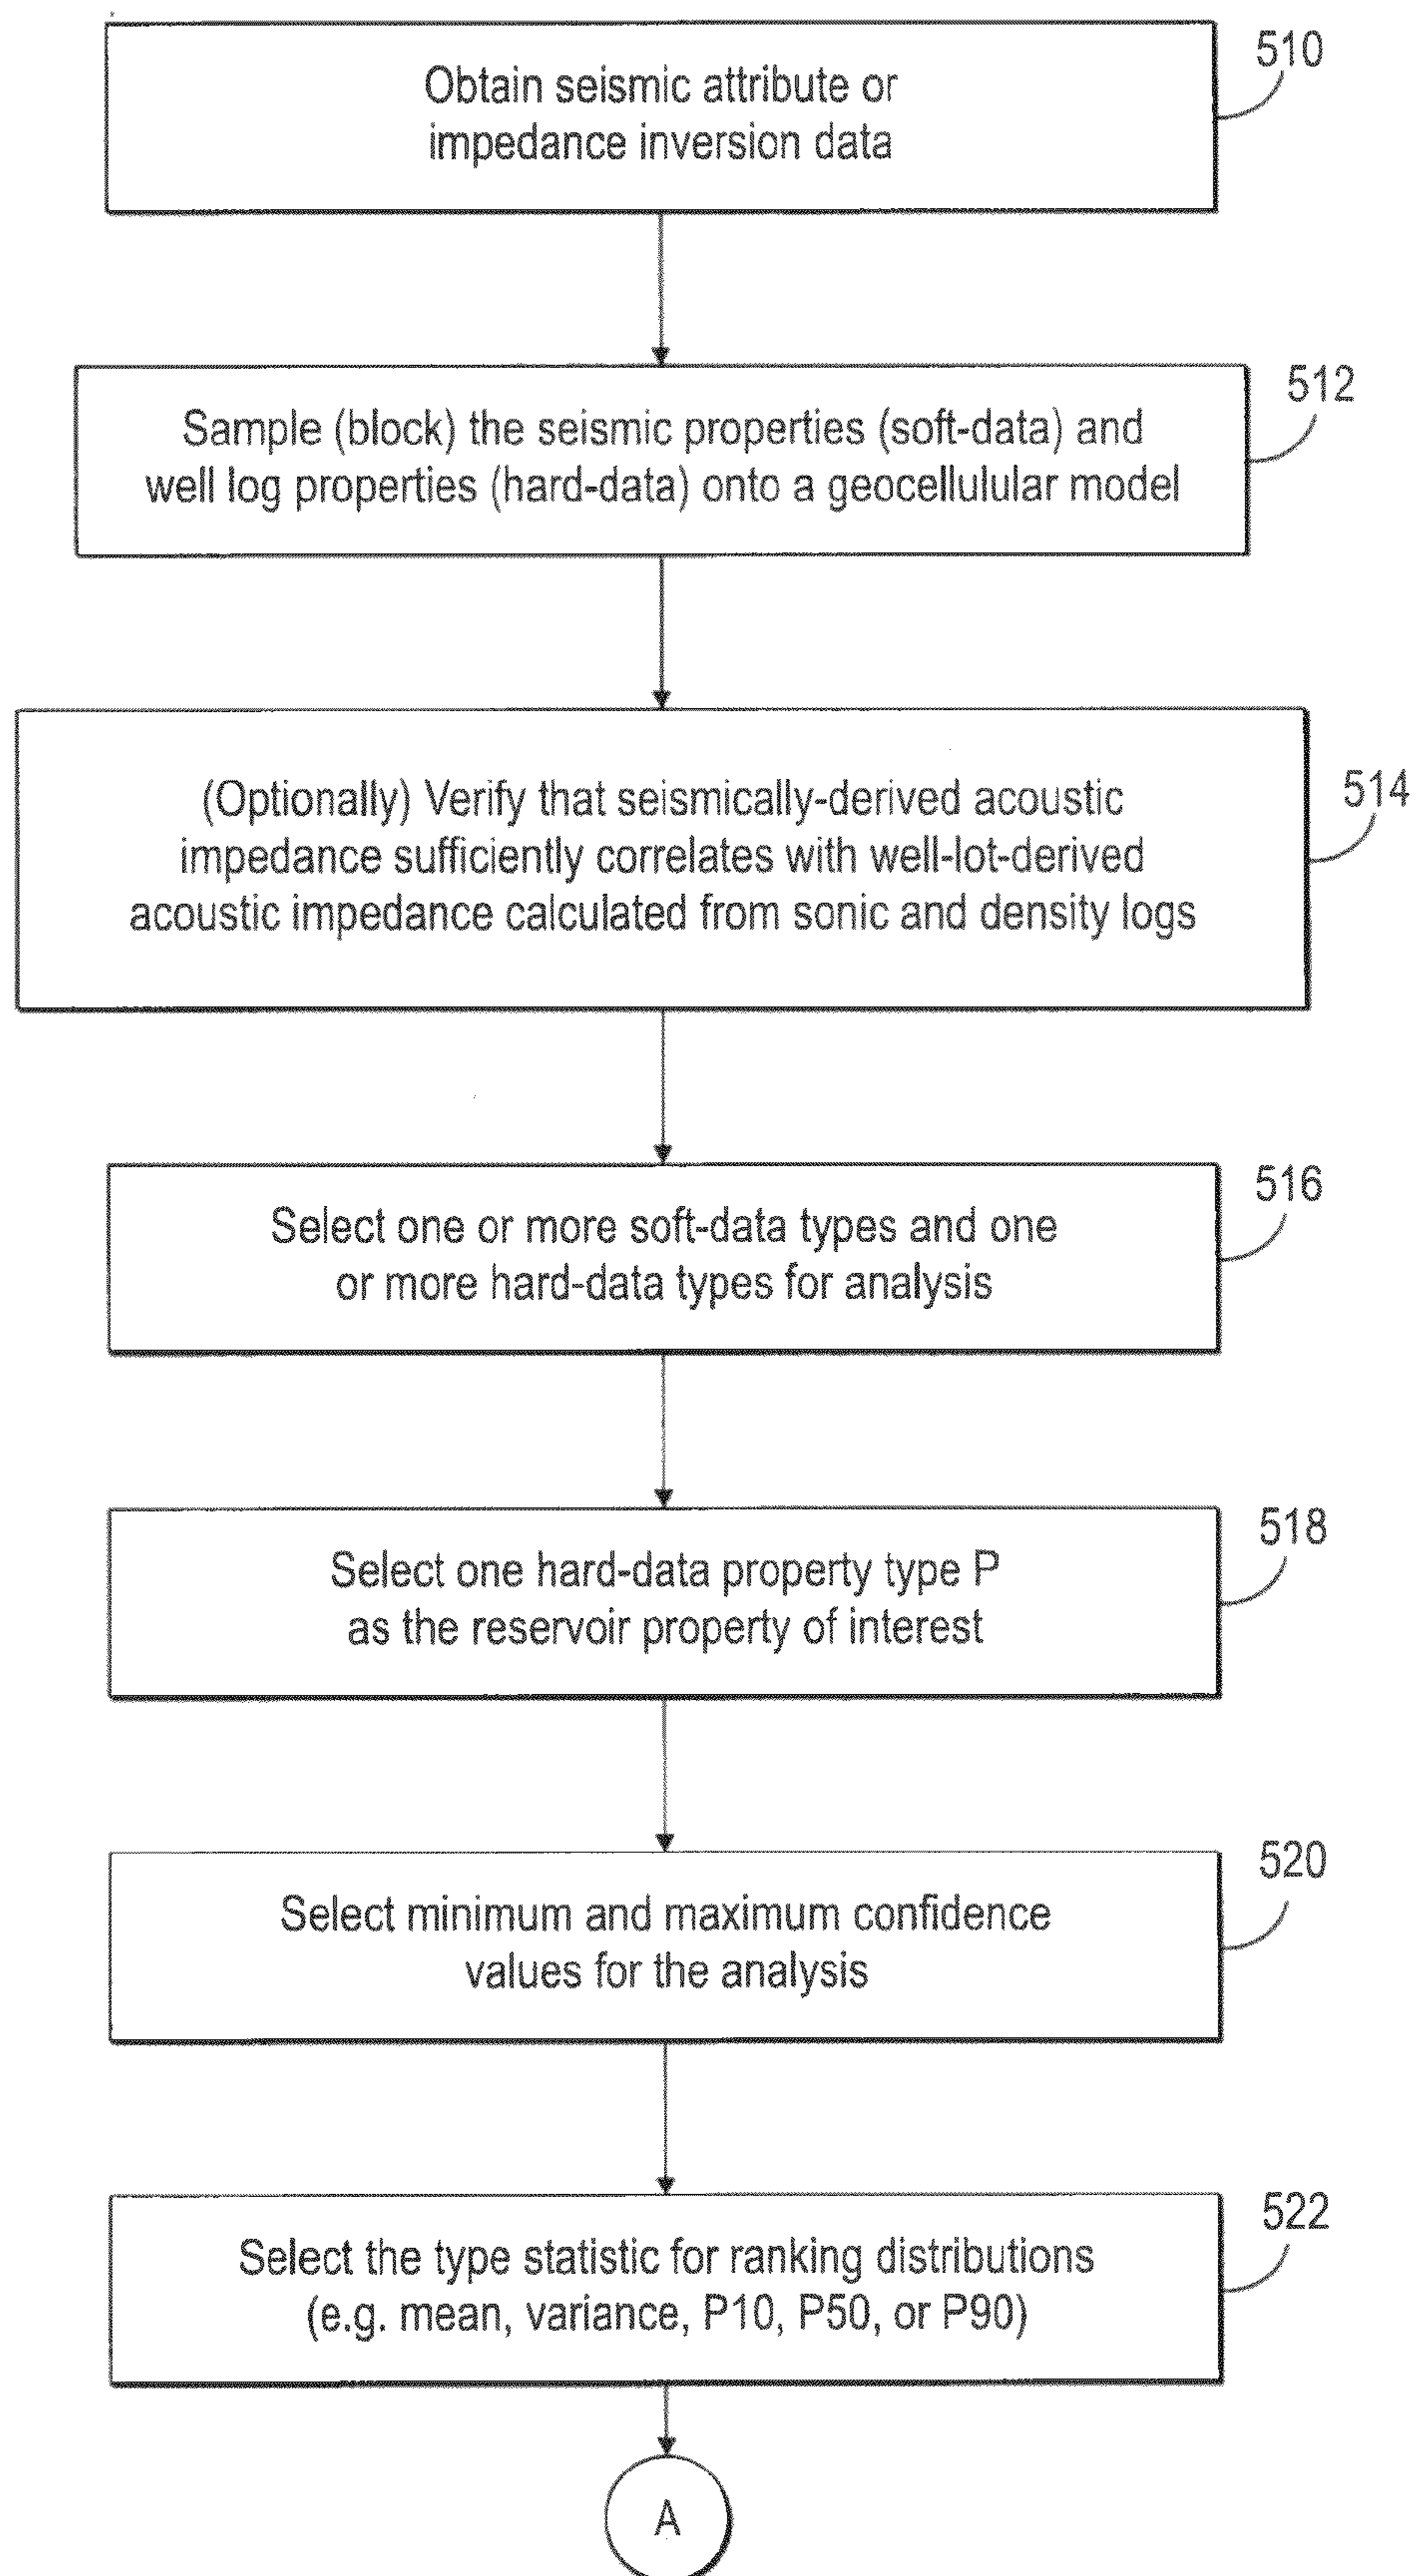 510
Obtain seismic attribute or
impedance inversion data
512
Sample (block) the seismic properties (soft-data) and
well log properties (hard-data) onto a geocellulular model
514
(Optionally) Verify that seismically-derived acoustic
impedance sufficiently correlates with well-lot-derived
acoustic impedance calculated from sonic and density logs
516
Select one or more soft-data types and one
or more hard-data types for analysis
518
Select one hard-data property type P
as the reservoir property of interest
520
Select minimum and maximum confidence
values for the analysis
522
Select the type statistic for ranking distributions
(e.g. mean, variance, P10, P50, or P90)
A